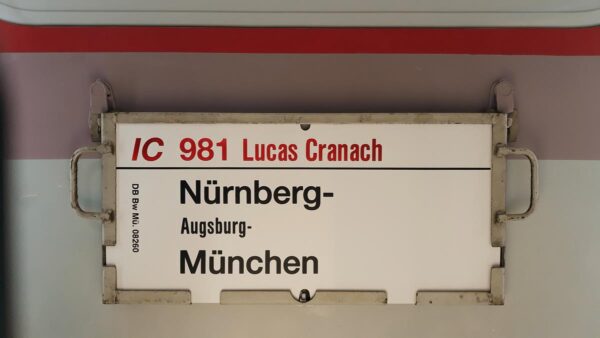 IC 981 Lucas Cranach
Nürnberg-
Augsburg-
München
DB Bw Mü. 08260